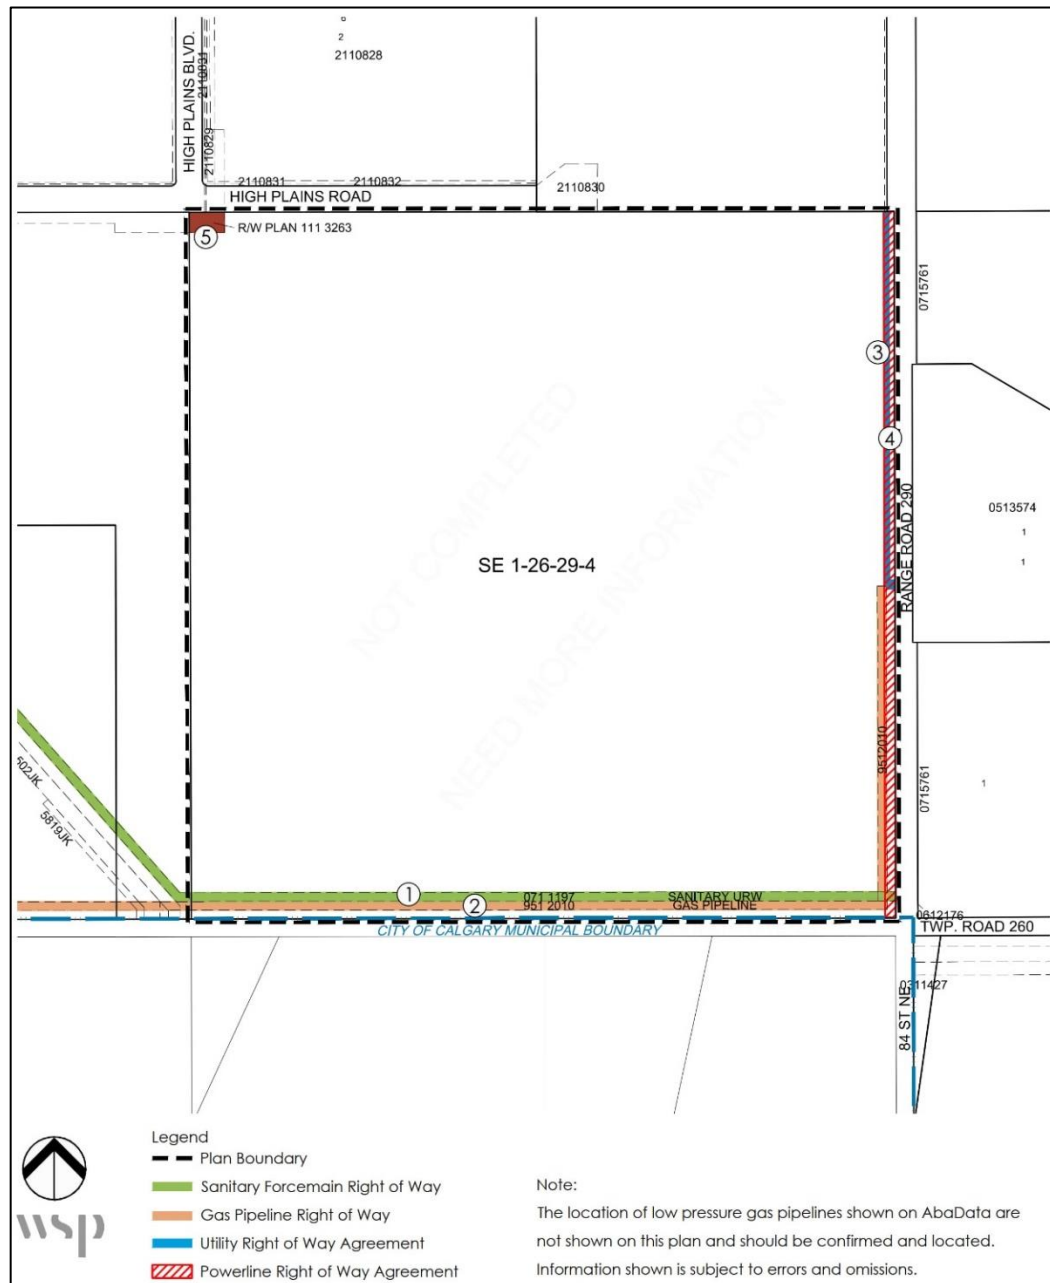 6
2
2110828
HIGH PLAINS BLVD.
2110831
2110829
2110831
2110832
2110830
HIGH PLAINS ROAD
5
R/W PLAN 111 3263
0715761
3
4
NOT COMPLETED
NEED MORE INFORMATION
RANGE ROAD 290
0513574
1
1
SE 1-26-29-4
9512010
0715761
1
502JK
5819JK
1
071 1197 SANITARY URW
2
951 2010 GAS PIPELINE
0612176
TWP. ROAD 260
CITY OF CALGARY MUNICIPAL BOUNDARY
0311427
84 ST NE
Legend
Plan Boundary
Sanitary Forcemain Right of Way
Gas Pipeline Right of Way
Utility Right of Way Agreement
Powerline Right of Way Agreement
wsp
Note:
The location of low pressure gas pipelines shown on AbaData are
not shown on this plan and should be confirmed and located.
Information shown is subject to errors and omissions.